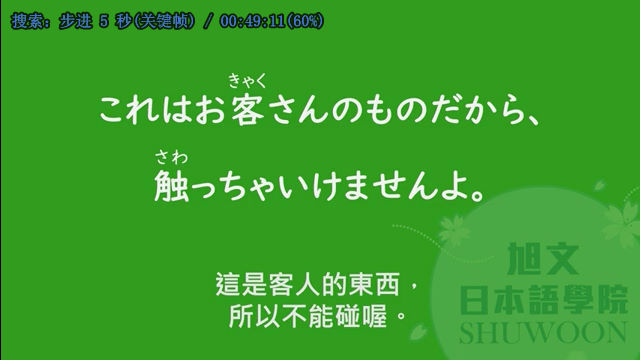 搜索: 步进 5 秒(关键帧) / 00:49:11(60%)
きゃく
これはお客さんのものだから、
さわ
触っちゃいけませんよ。
這是客人的東西，
所以不能碰喔。
旭文
日本語學院
SHUWOON